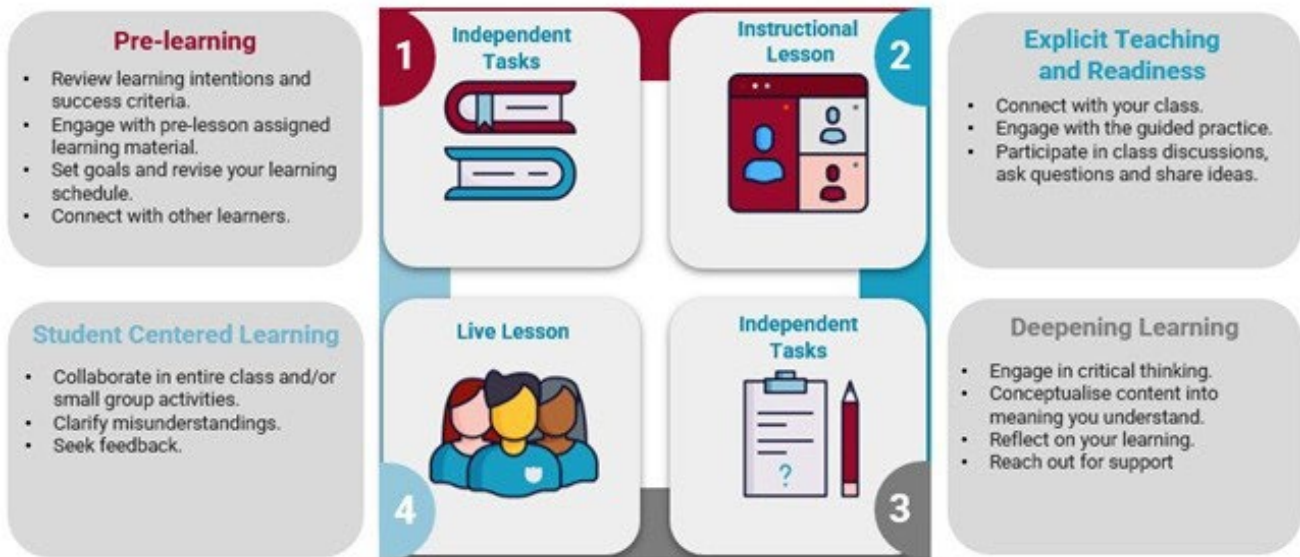 Pre-learning
• Review learning intentions and
success criteria.
• Engage with pre-lesson assigned
learning material.
• Set goals and revise your learning
schedule.
• Connect with other learners.
1
Independent
Tasks
Instructional
Lesson
2
Explicit Teaching
and Readiness
• Connect with your class.
• Engage with the guided practice.
• Participate in class discussions,
ask questions and share ideas.
Student Centered Learning
• Collaborate in entire class and/or
small group activities.
• Clarify misunderstandings.
• Seek feedback.
Live Lesson
4
Independent
Tasks
?
3
Deepening Learning
• Engage in critical thinking.
• Conceptualise content into
meaning you understand.
• Reflect on your learning.
• Reach out for support